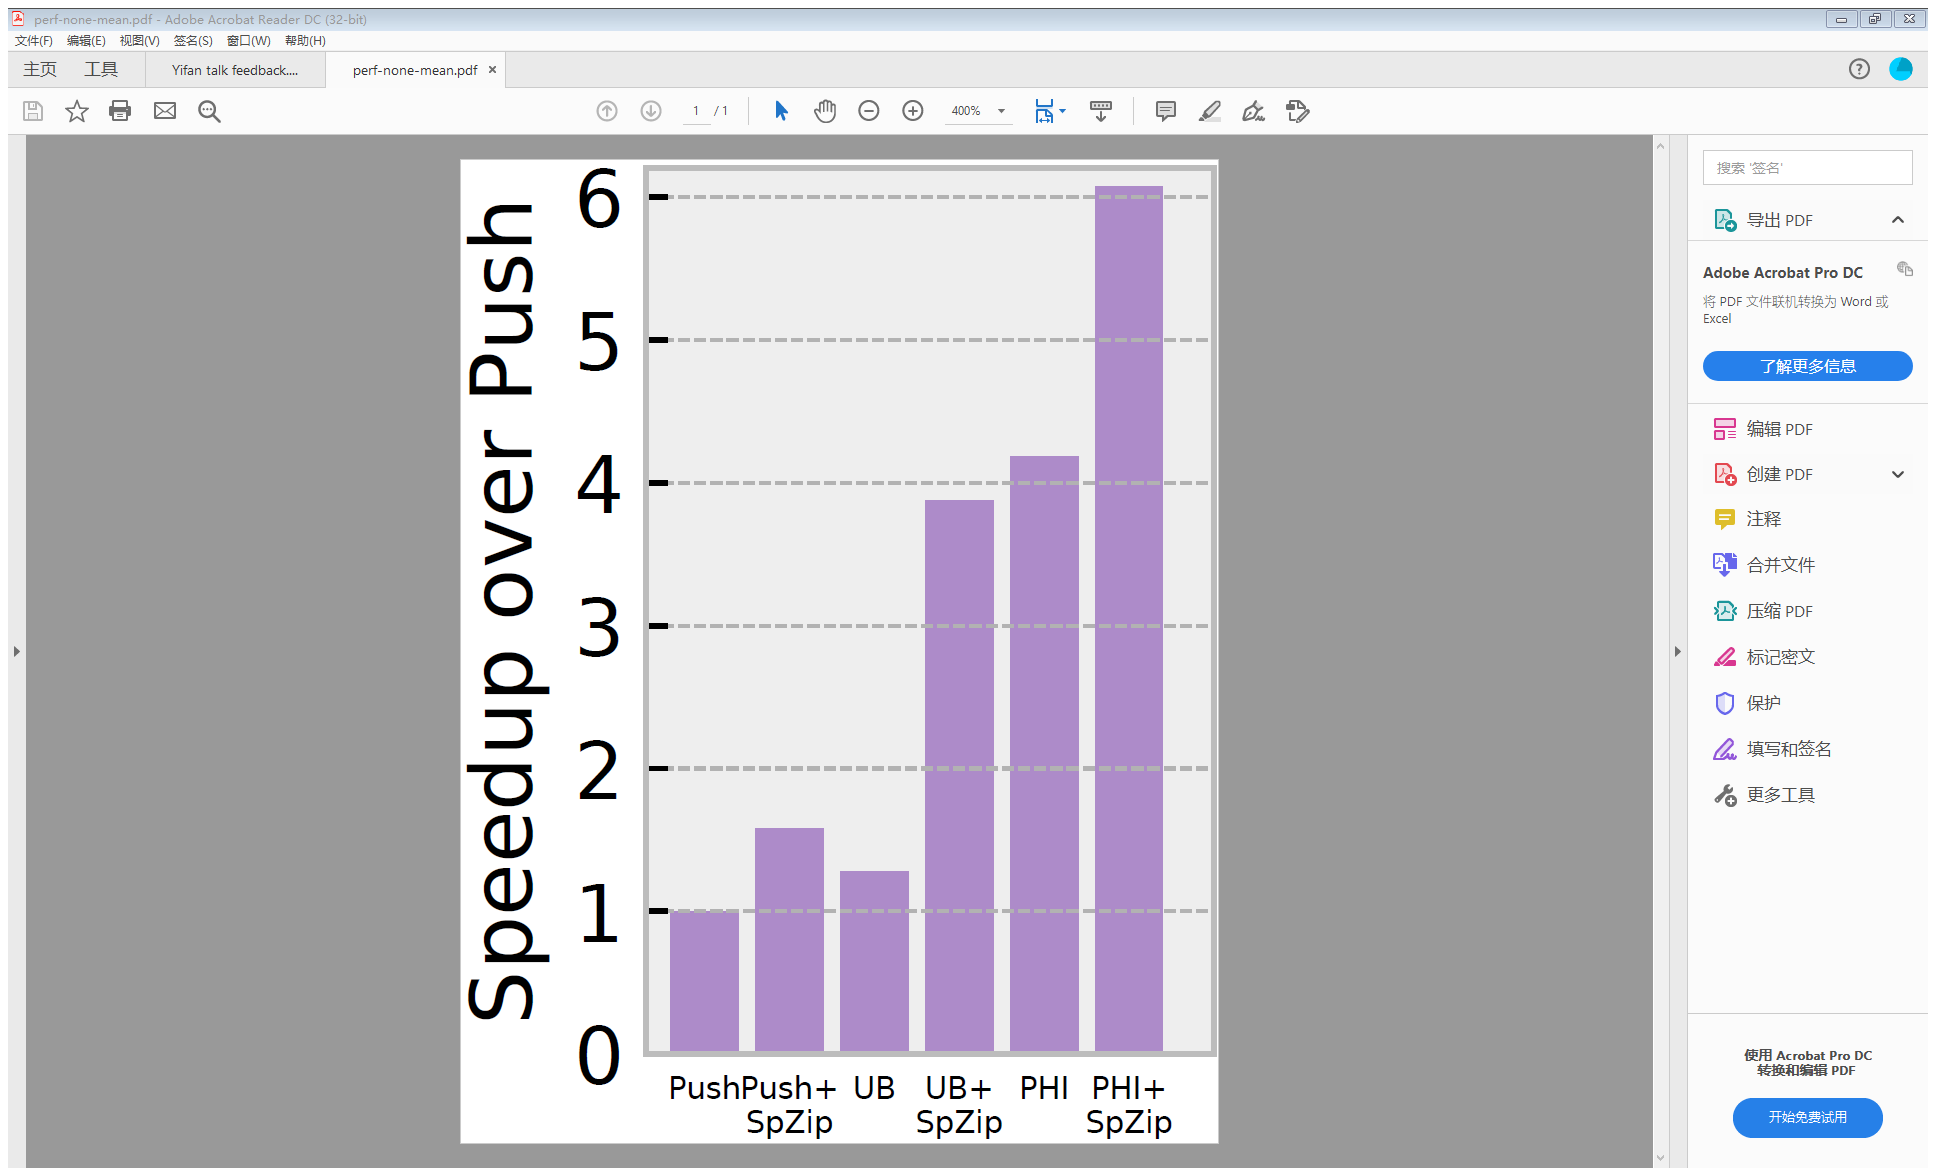 perf-none-mean.pdf - Adobe Acrobat Reader DC (32-bit)
文件(F) 编辑(E) 视图(V) 签名(S) 窗口(W) 帮助(H)
主页 工具 Yifan talk feedback.... perf-none-mean.pdf
1 / 1 400%
Speedup over Push
6
5
4
3
2
1
0
Push Push+ UB UB+ PHI PHI+
SpZip SpZip SpZip
搜索 '签名'
导出 PDF
Adobe Acrobat Pro DC
将 PDF 文件联机转换为 Word 或
Excel
了解更多信息
编辑 PDF
创建 PDF
注释
合并文件
压缩 PDF
标记密文
保护
填写和签名
更多工具
使用 Acrobat Pro DC
转换和编辑 PDF
开始免费试用